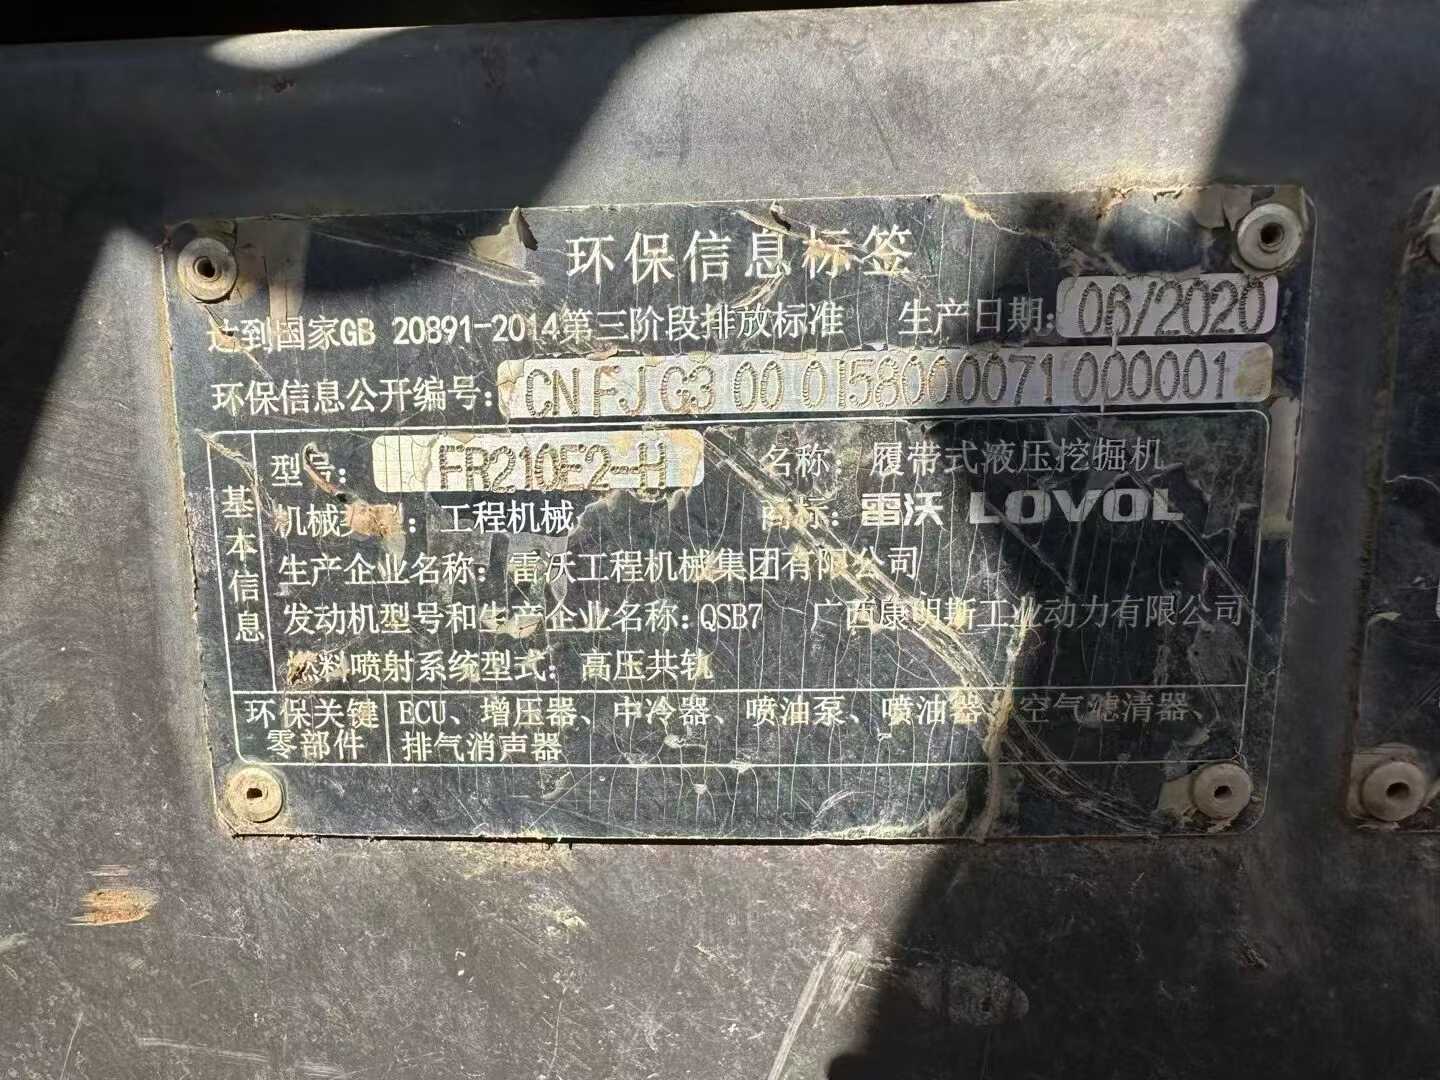 环保信息标签
达到国家GB 20891-2014第三阶段排放标准 生产日期: 06/2020
环保信息公开编号: CN FJ G3 00 0158000071 000001
基本信息
型号: FR210E2-H 名称: 履带式液压挖掘机
机械类型: 工程机械 商标: 雷沃 LOVOL
生产企业名称: 雷沃工程机械集团有限公司
发动机型号和生产企业名称: QSB7 广西康明斯工业动力有限公司
燃料喷射系统型式: 高压共轨
环保关键零部件
ECU、增压器、中冷器、喷油泵、喷油器、空气滤清器、
排气消声器